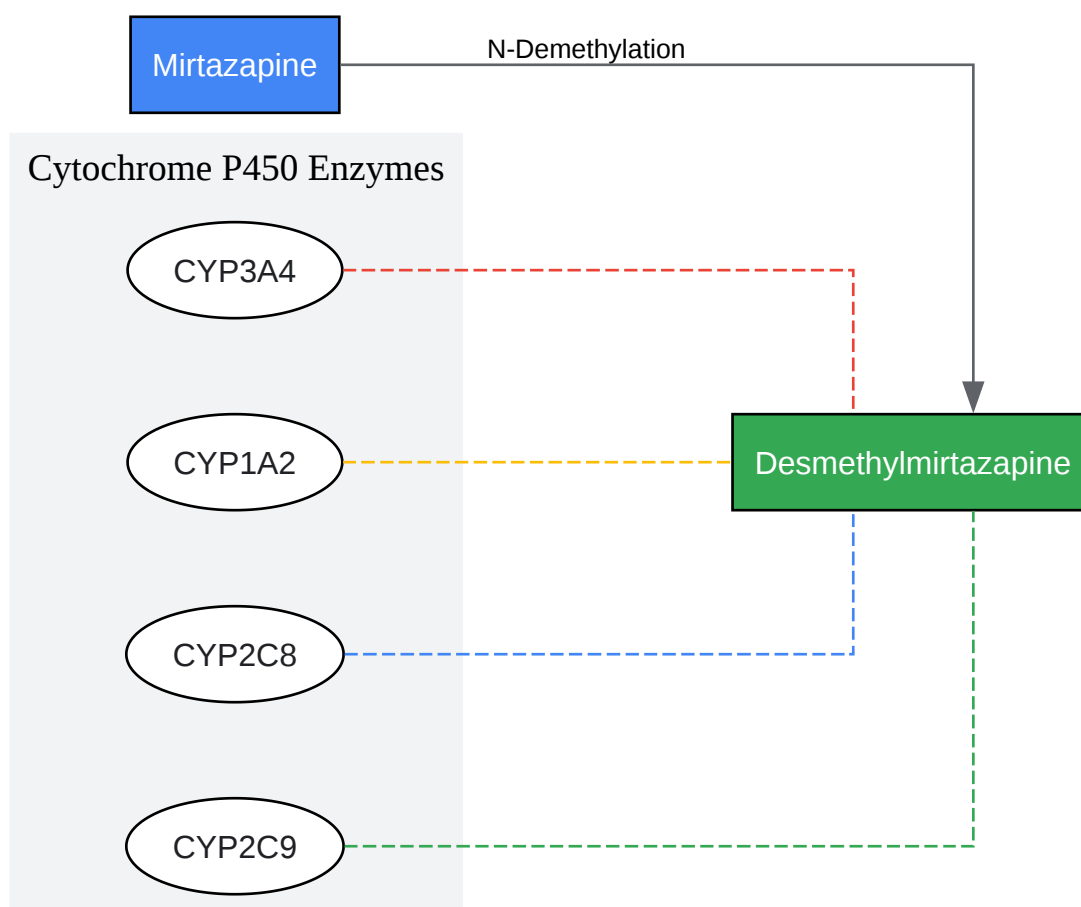 Mirtazapine
N-Demethylation
Cytochrome P450 Enzymes
CYP3A4
CYP1A2
Desmethylmirtazapine
CYP2C8
CYP2C9